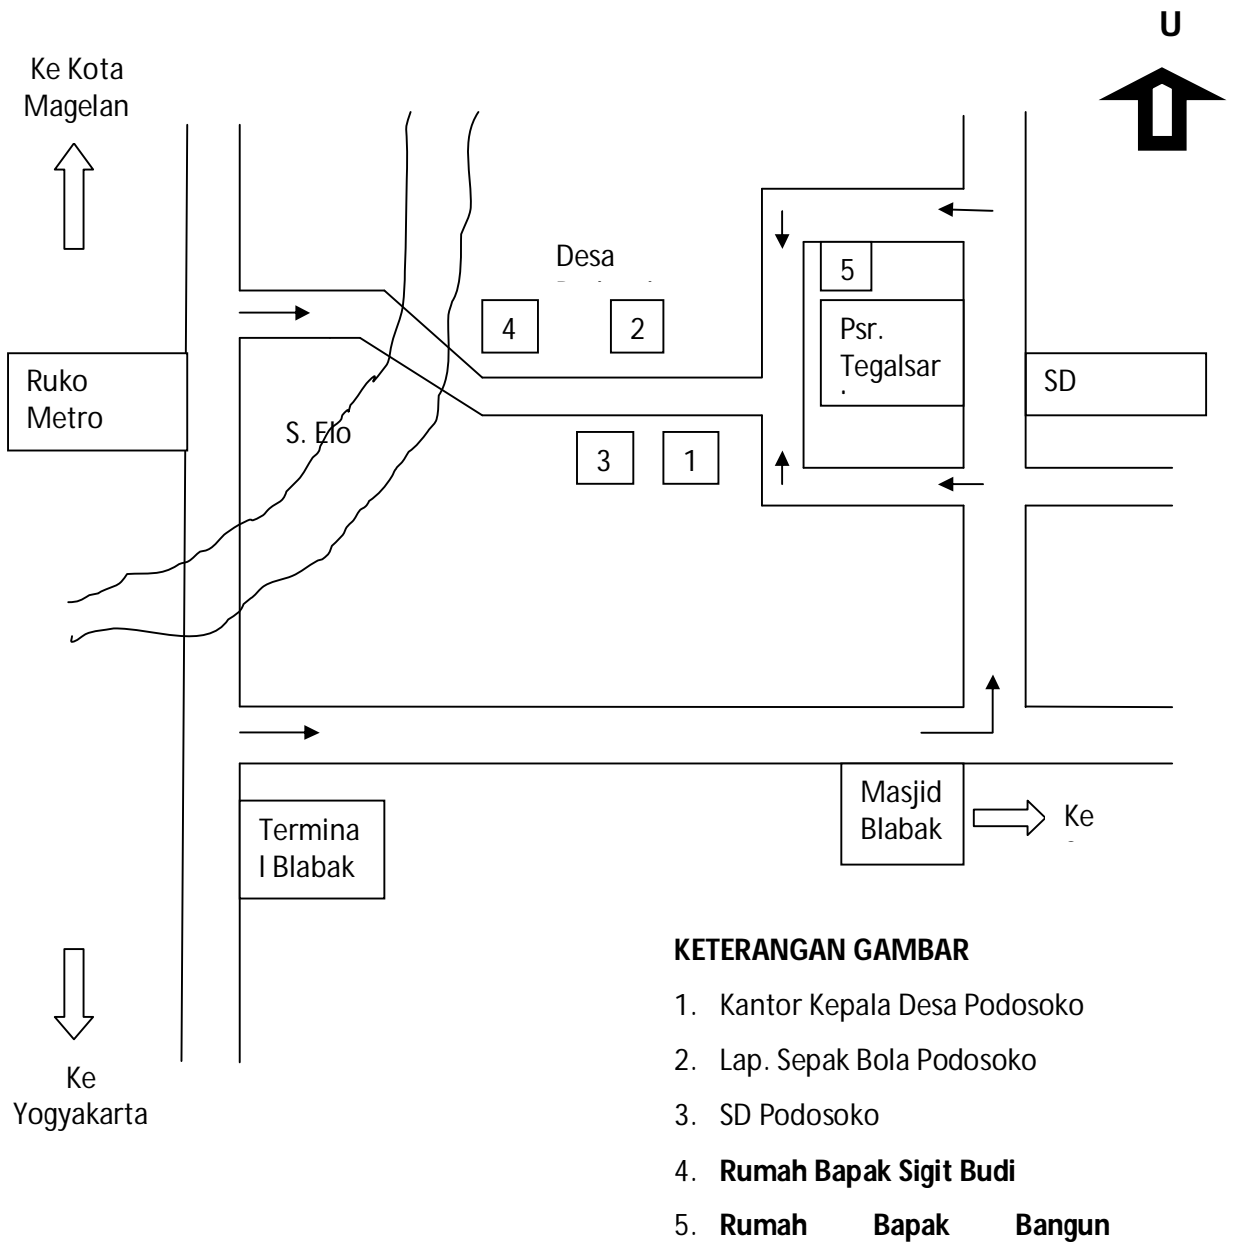 U
Ke Kota
Magelan
Desa
5
4
2
Psr.
Tegalsar
Ruko
Metro
SD
S. Elo
3
1
Masjid
Blabak
Ke
Termina
l Blabak
KETERANGAN GAMBAR
1. Kantor Kepala Desa Podosoko
2. Lap. Sepak Bola Podosoko
3. SD Podosoko
4. Rumah Bapak Sigit Budi
5. Rumah Bapak Bangun
Ke
Yogyakarta